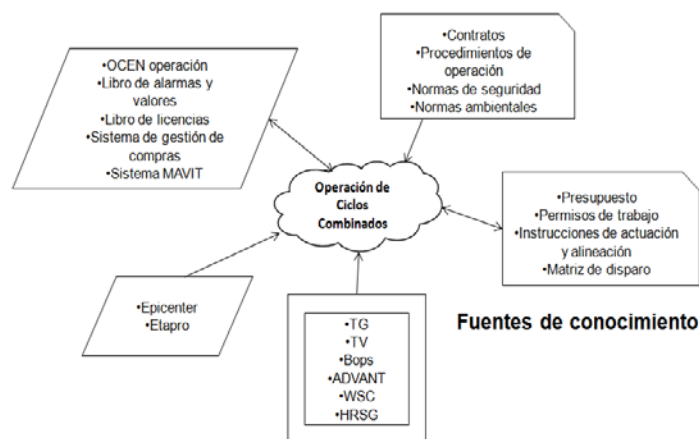 •OCEN operación
•Libro de alarmas y
valores
•Libro de licencias
•Sistema de gestión de
compras
•Sistema MAVIT
•Contratos
•Procedimientos de
operación
•Normas de seguridad
•Normas ambientales
Operación de
Ciclos
Combinados
•Presupuesto
•Permisos de trabajo
•Instrucciones de actuación
y alineación
•Matriz de disparo
•Epicenter
•Etapro
•TG
•TV
•Bops
•ADVANT
•WSC
•HRSG
Fuentes de conocimiento